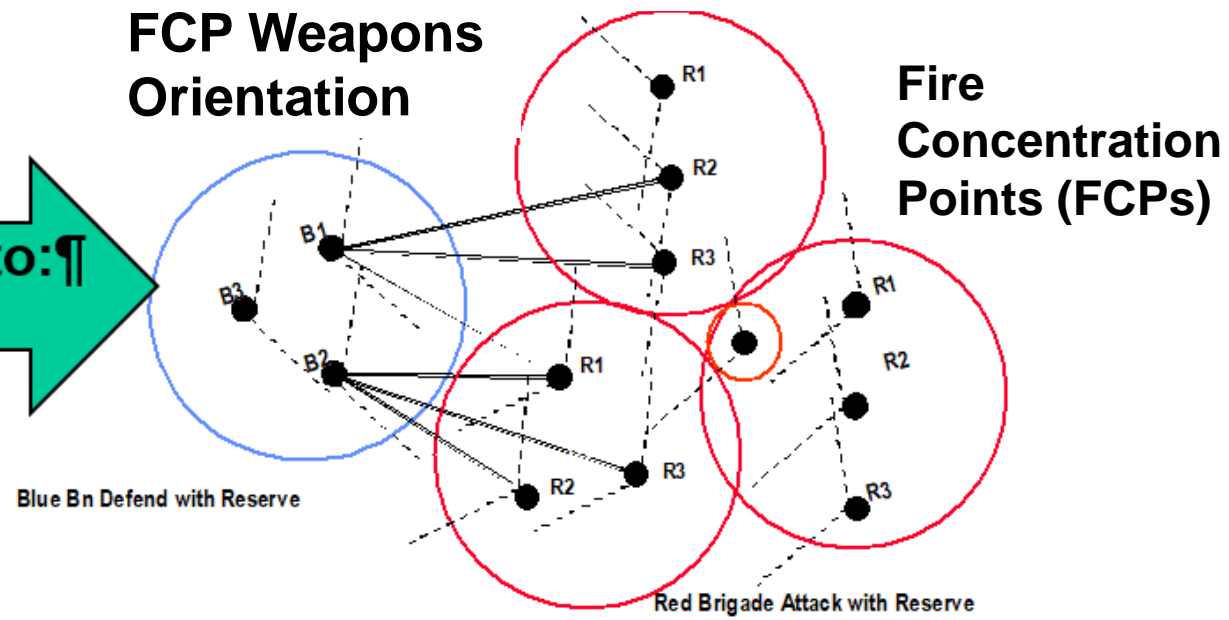 FCP Weapons
Orientation
Fire
Concentration
Points (FCPs)
to:¶
B1
B2
B3
R1
R2
R3
R1
R2
R3
R1
R2
R3
Blue Bn Defend with Reserve
Red Brigade Attack with Reserve